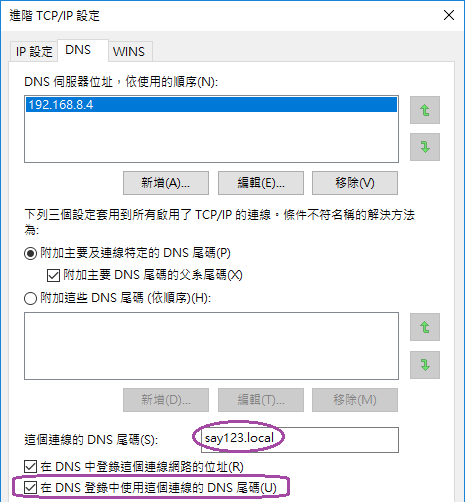 進階 TCP/IP 設定
IP 設定 DNS WINS
DNS 伺服器位址，依使用的順序(N):
192.168.8.4
新增(A)... 編輯(E)... 移除(V)
下列三個設定套用到所有啟用了 TCP/IP 的連線。條件不符名稱的解決方法
為:
附加主要及連線特定的 DNS 尾碼(P)
附加主要 DNS 尾碼的父系尾碼(X)
附加這些 DNS 尾碼 (依順序)(H):
新增(D)... 編輯(T)... 移除(M)
這個連線的 DNS 尾碼(S): say123.local
在 DNS 中登錄這個連線網路的位址(R)
在 DNS 登錄中使用這個連線的 DNS 尾碼(U)